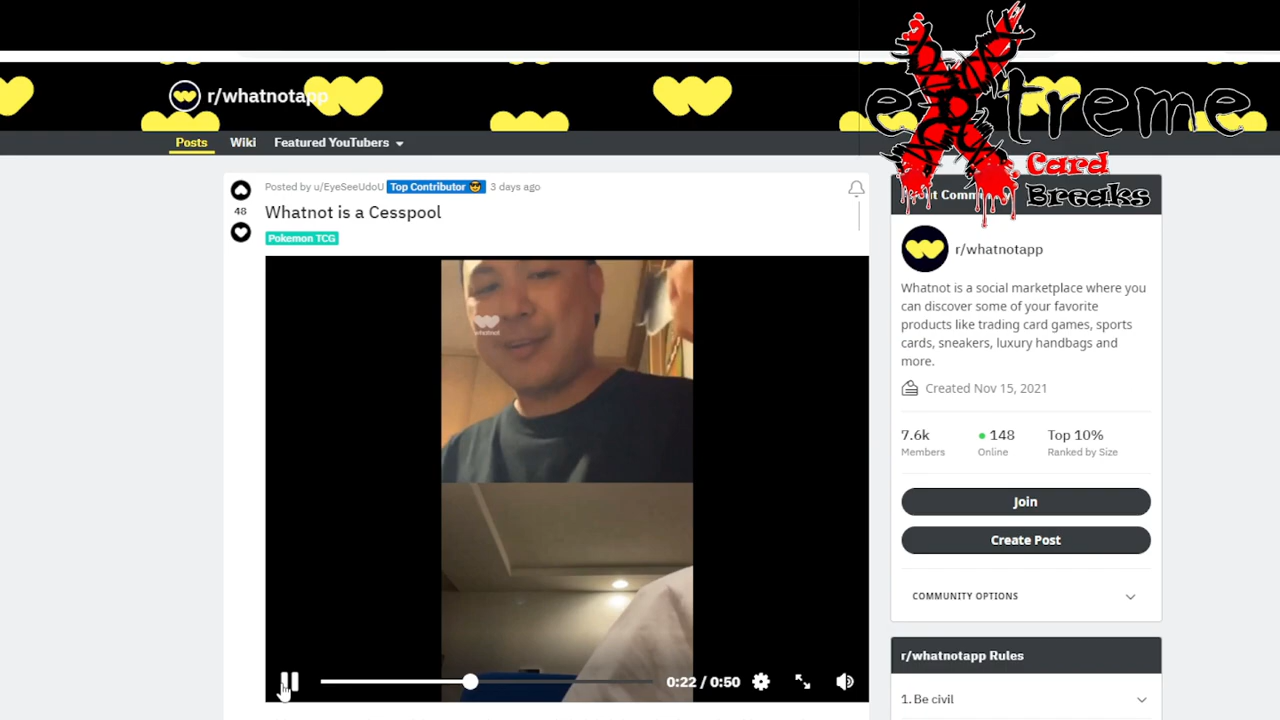 r/whatnotapp
eXtreme
Card
Breaks
Posts
Wiki
Featured YouTubers
Posted by u/EyeSeeUdoU
Top Contributor
3 days ago
48
Whatnot is a Cesspool
Pokemon TCG
whatnot
0:22 / 0:50
r/whatnotapp
Whatnot is a social marketplace where you
can discover some of your favorite
products like trading card games, sports
cards, sneakers, luxury handbags and
more.
Created Nov 15, 2021
7.6k
Members
148
Online
Top 10%
Ranked by Size
Join
Create Post
COMMUNITY OPTIONS
r/whatnotapp Rules
1. Be civil